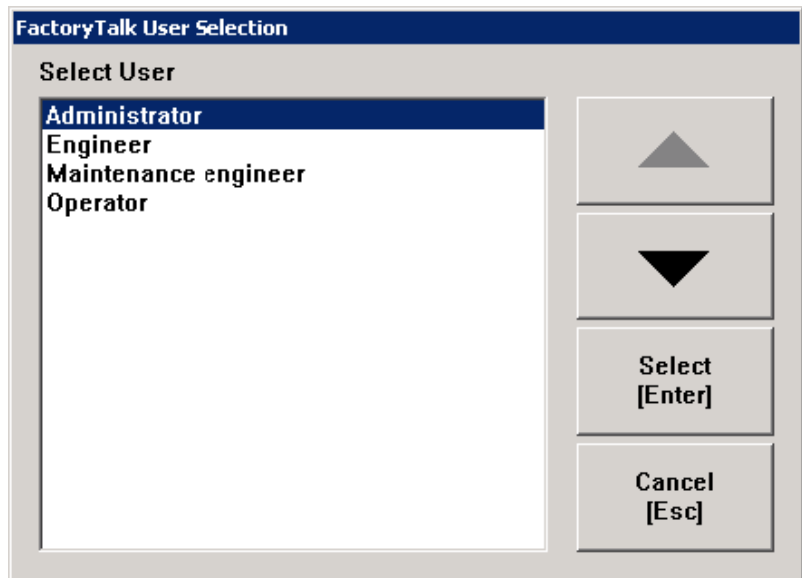 FactoryTalk User Selection
Select User
Administrator
Engineer
Maintenance engineer
Operator
Select
[Enter]
Cancel
[Esc]